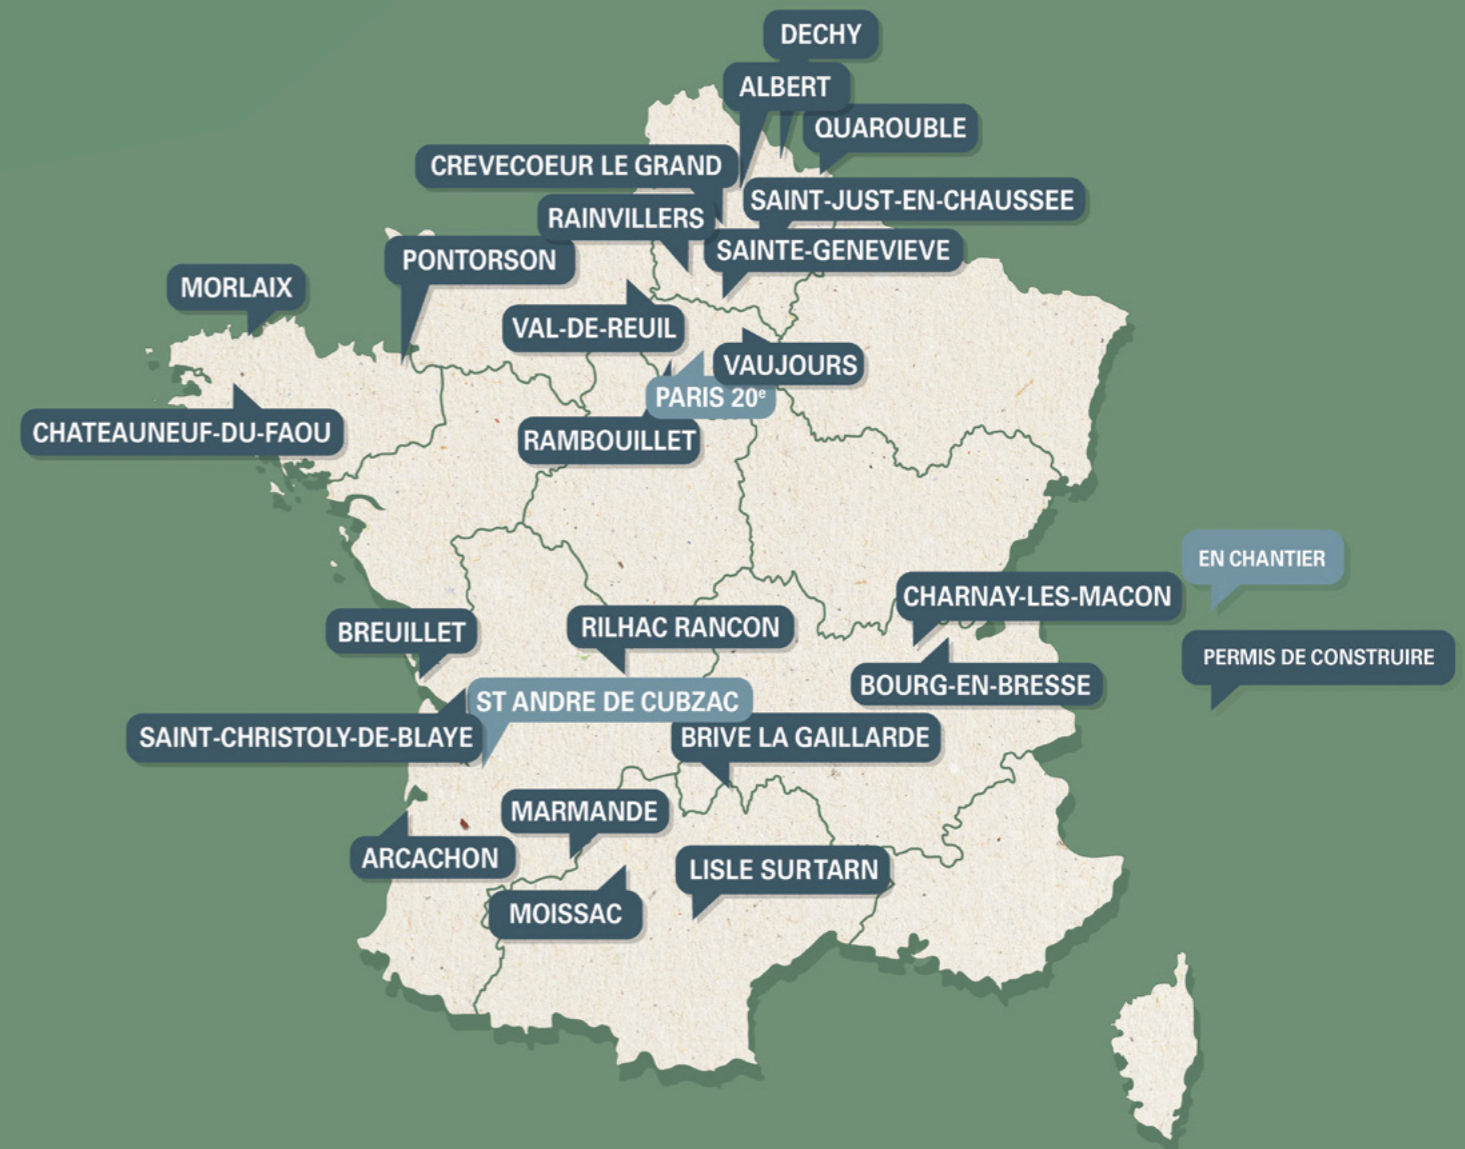 DECHY
ALBERT
QUAROUBLE
CREVECOEUR LE GRAND
SAINT-JUST-EN-CHAUSSEE
RAINVILLERS
SAINTE-GENEVIEVE
PONTORSON
MORLAIX
VAL-DE-REUIL
VAUJOURS
PARIS 20e
CHATEAUNEUF-DU-FAOU
RAMBOUILLET
EN CHANTIER
CHARNAY-LES-MACON
BREUILLET
RILHAC RANCON
PERMIS DE CONSTRUIRE
BOURG-EN-BRESSE
ST ANDRE DE CUBZAC
SAINT-CHRISTOLY-DE-BLAYE
BRIVE LA GAILLARDE
MARMANDE
ARCACHON
LISLE SUR TARN
MOISSAC